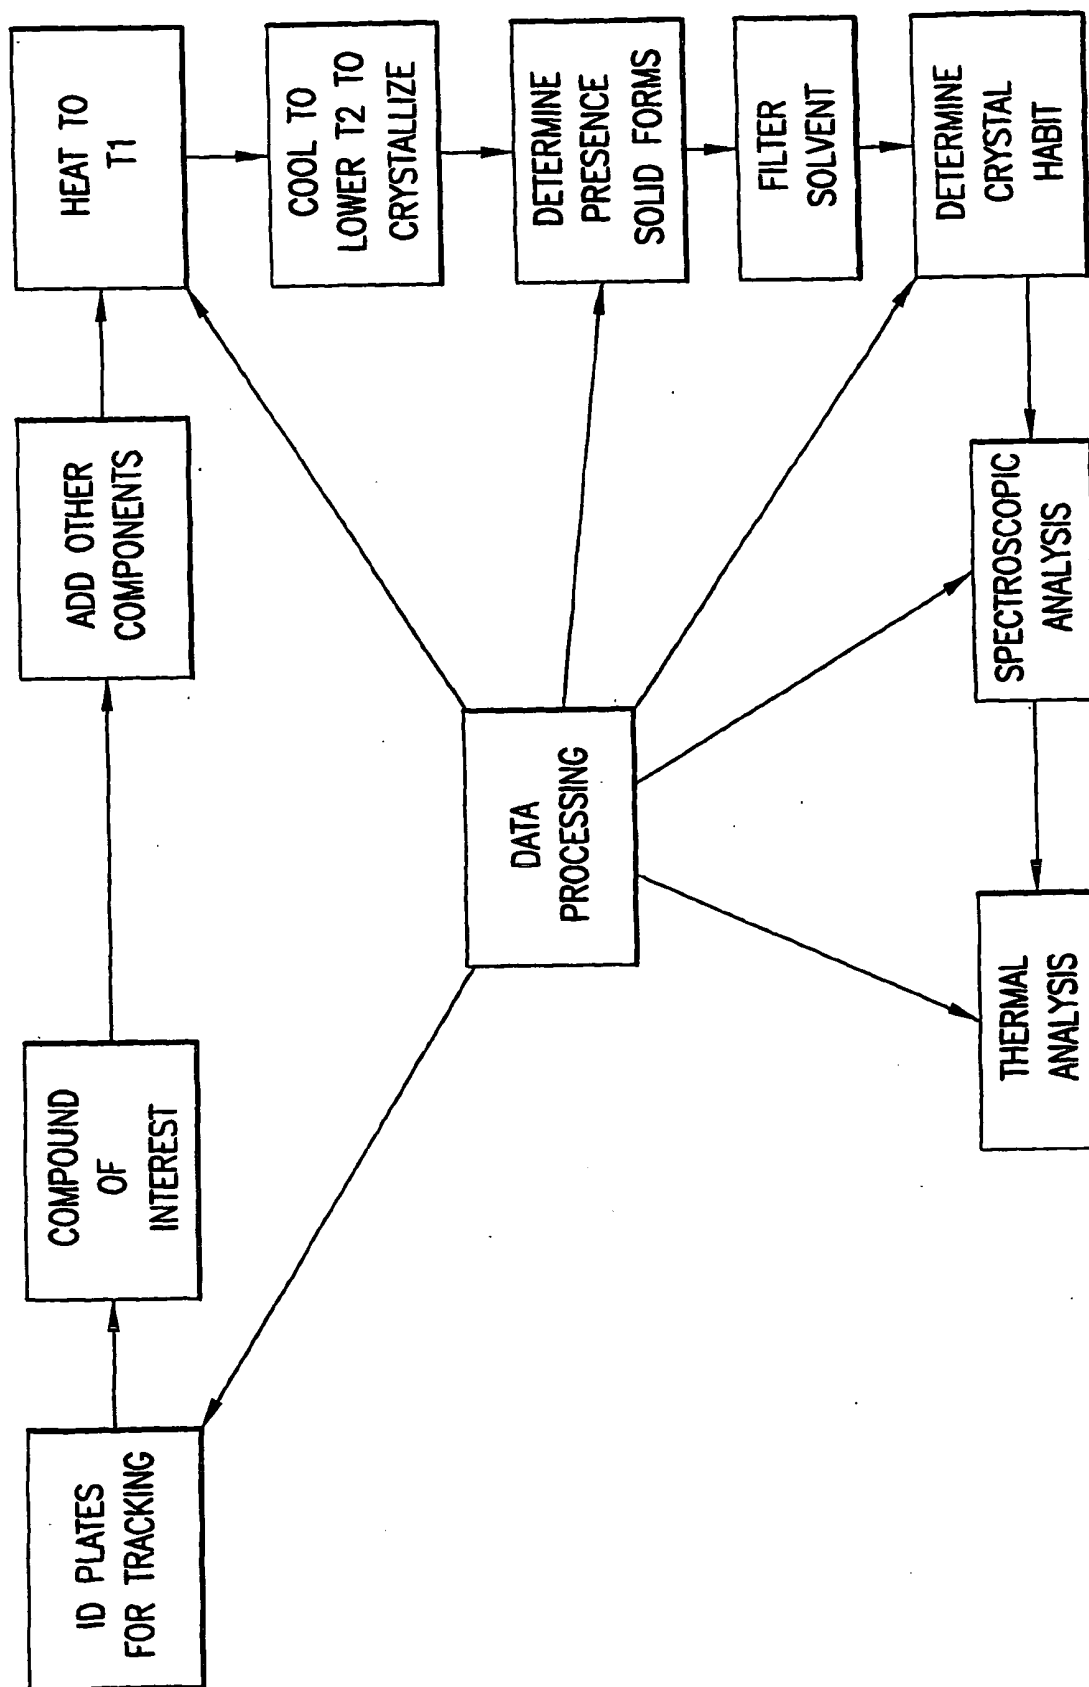 ID PLATES
FOR TRACKING
COMPOUND
OF
INTEREST
ADD OTHER
COMPONENTS
HEAT TO
T1
COOL TO
LOWER T2 TO
CRYSTALLIZE
DETERMINE
PRESENCE
SOLID FORMS
FILTER
SOLVENT
DETERMINE
CRYSTAL
HABIT
SPECTROSCOPIC
ANALYSIS
THERMAL
ANALYSIS
DATA
PROCESSING